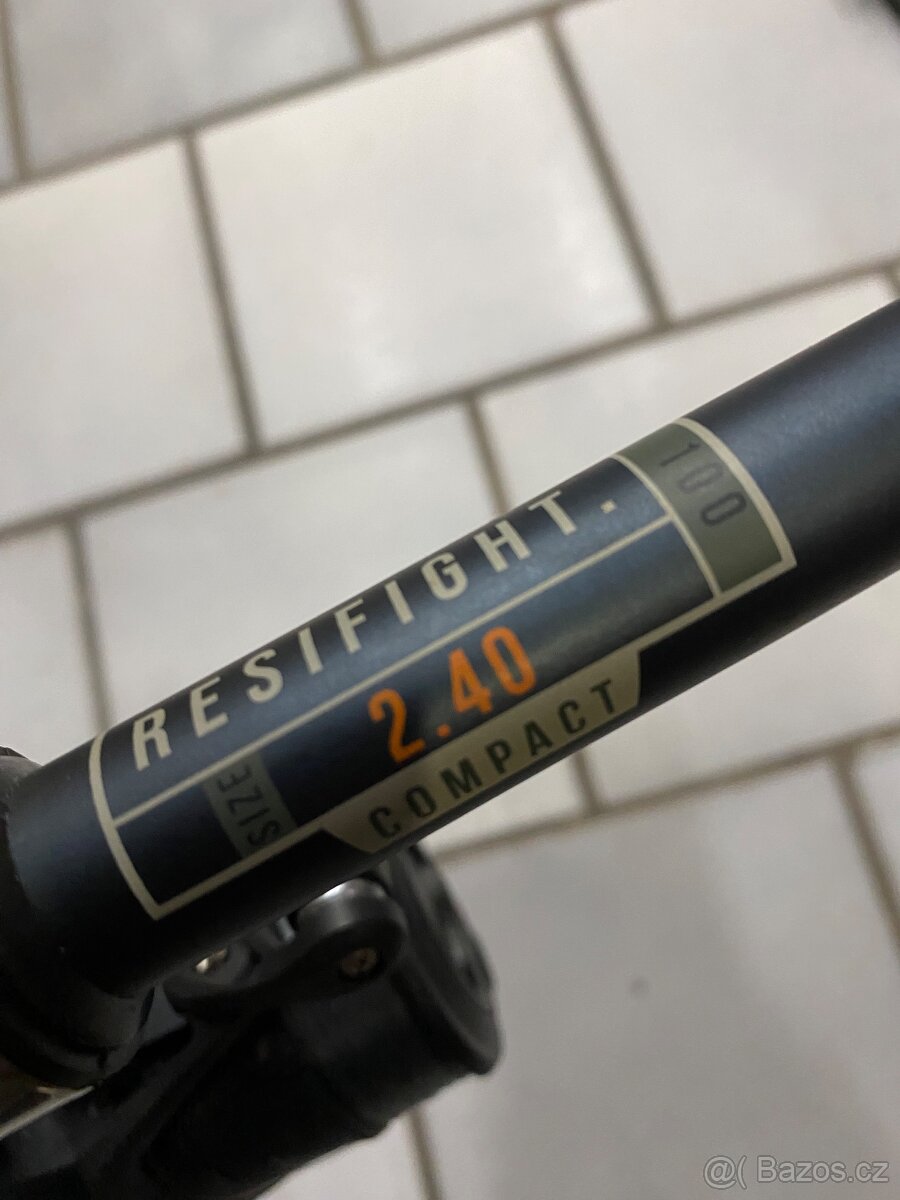 RESIFIGHT.
100
SIZE
2.40
COMPACT
@( Bazos.cz